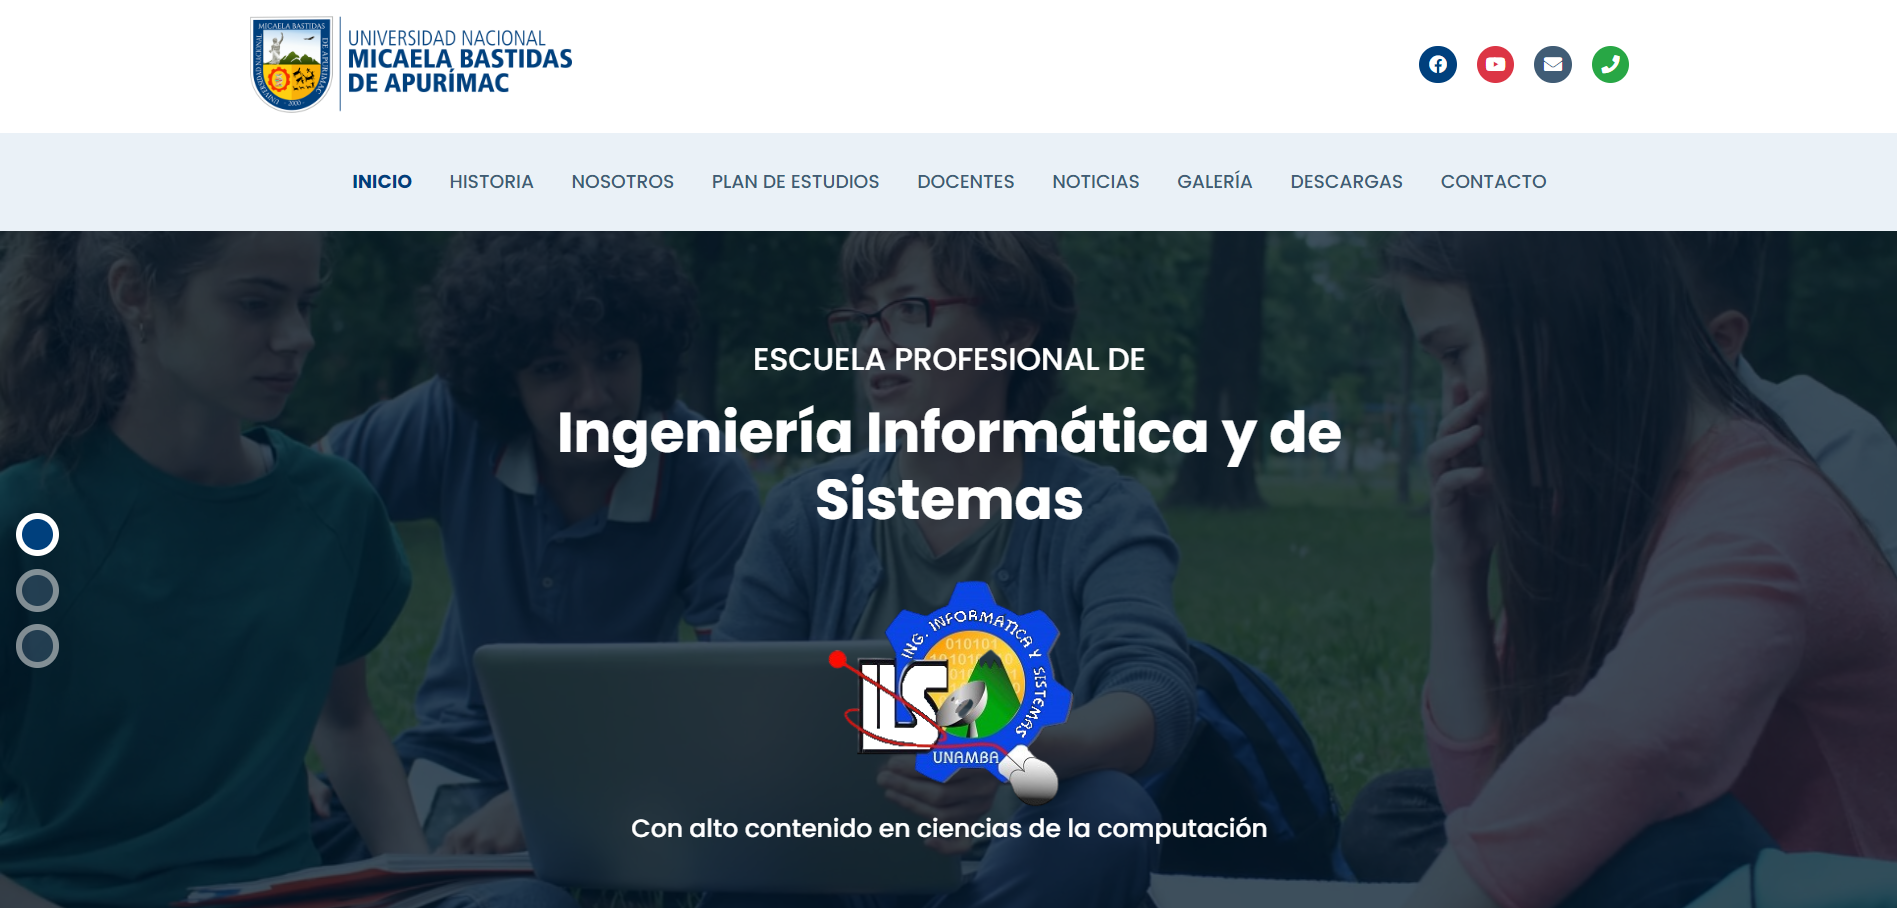 MICAELA BASTIDAS
UNIVERSIDAD NACIONAL
DE APURIMAC
2000
UNIVERSIDAD NACIONAL
MICAELA BASTIDAS
DE APURÍMAC
INICIO HISTORIA NOSOTROS PLAN DE ESTUDIOS DOCENTES NOTICIAS GALERÍA DESCARGAS CONTACTO
ESCUELA PROFESIONAL DE
Ingeniería Informática y de
Sistemas
ING. INFORMATICA Y SISTEMAS
010101
IIS
UNAMBA
Con alto contenido en ciencias de la computación